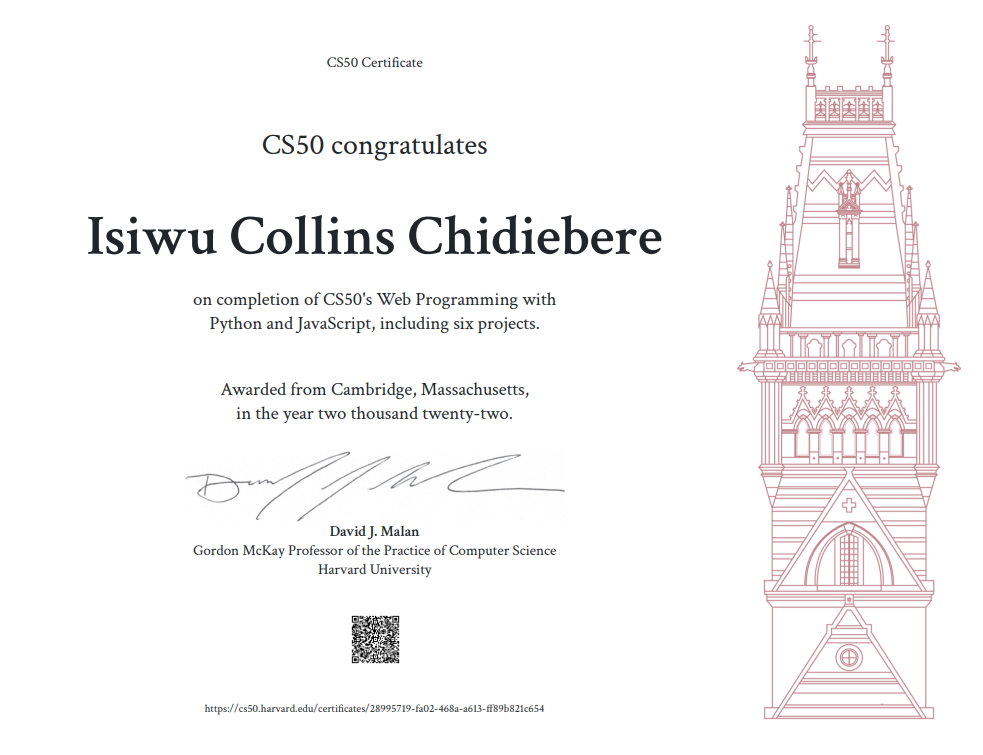 CS50 Certificate
CS50 congratulates
Isiwu Collins Chidiebere
on completion of CS50's Web Programming with
Python and JavaScript, including six projects.
Awarded from Cambridge, Massachusetts,
in the year two thousand twenty-two.
David J. Malan
Gordon McKay Professor of the Practice of Computer Science
Harvard University
https://cs50.harvard.edu/certificates/28995719-fa02-468a-a613-ff89b821c654